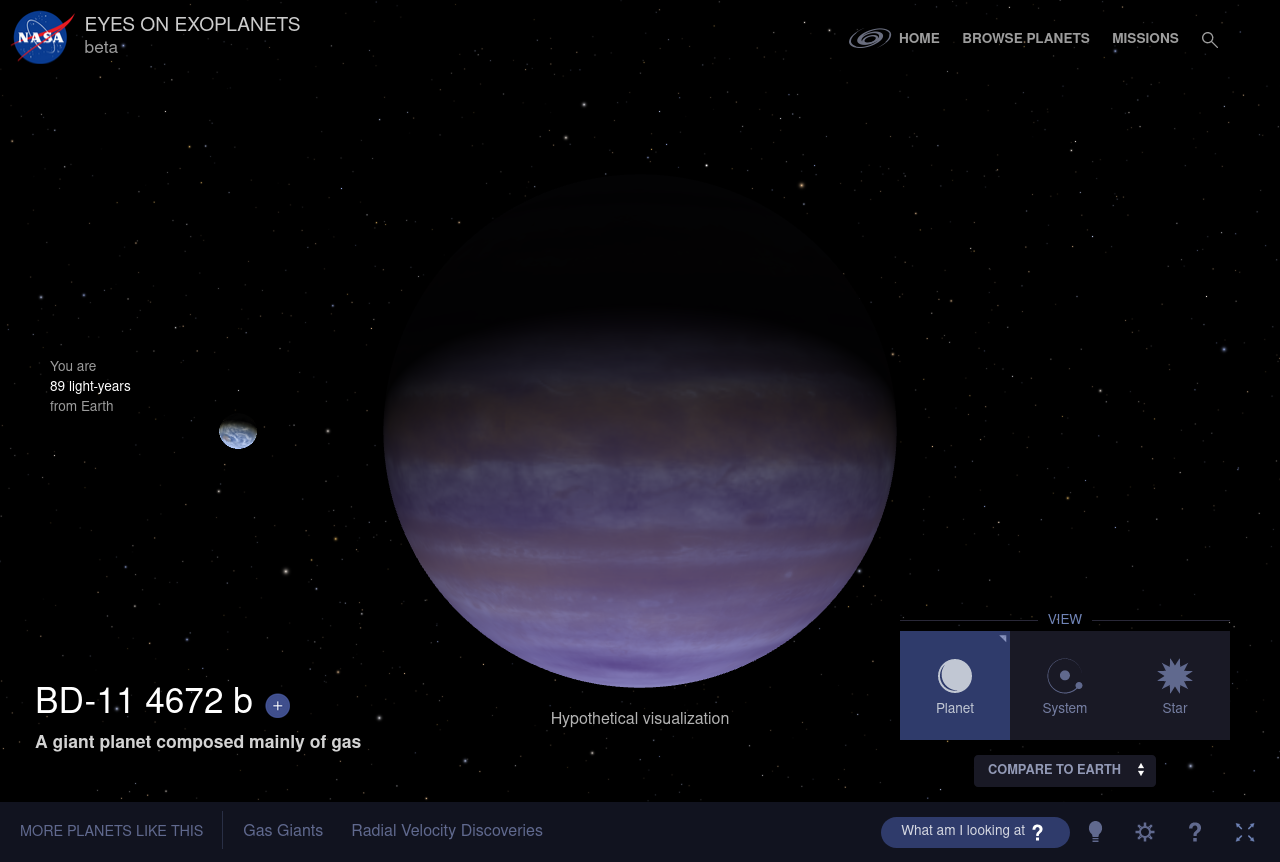 NASA
EYES ON EXOPLANETS
beta
HOME
BROWSE PLANETS
MISSIONS
You are
89 light-years
from Earth
BD-11 4672 b
+
A giant planet composed mainly of gas
Hypothetical visualization
VIEW
Planet
System
Star
COMPARE TO EARTH
MORE PLANETS LIKE THIS
Gas Giants
Radial Velocity Discoveries
What am I looking at ?
?